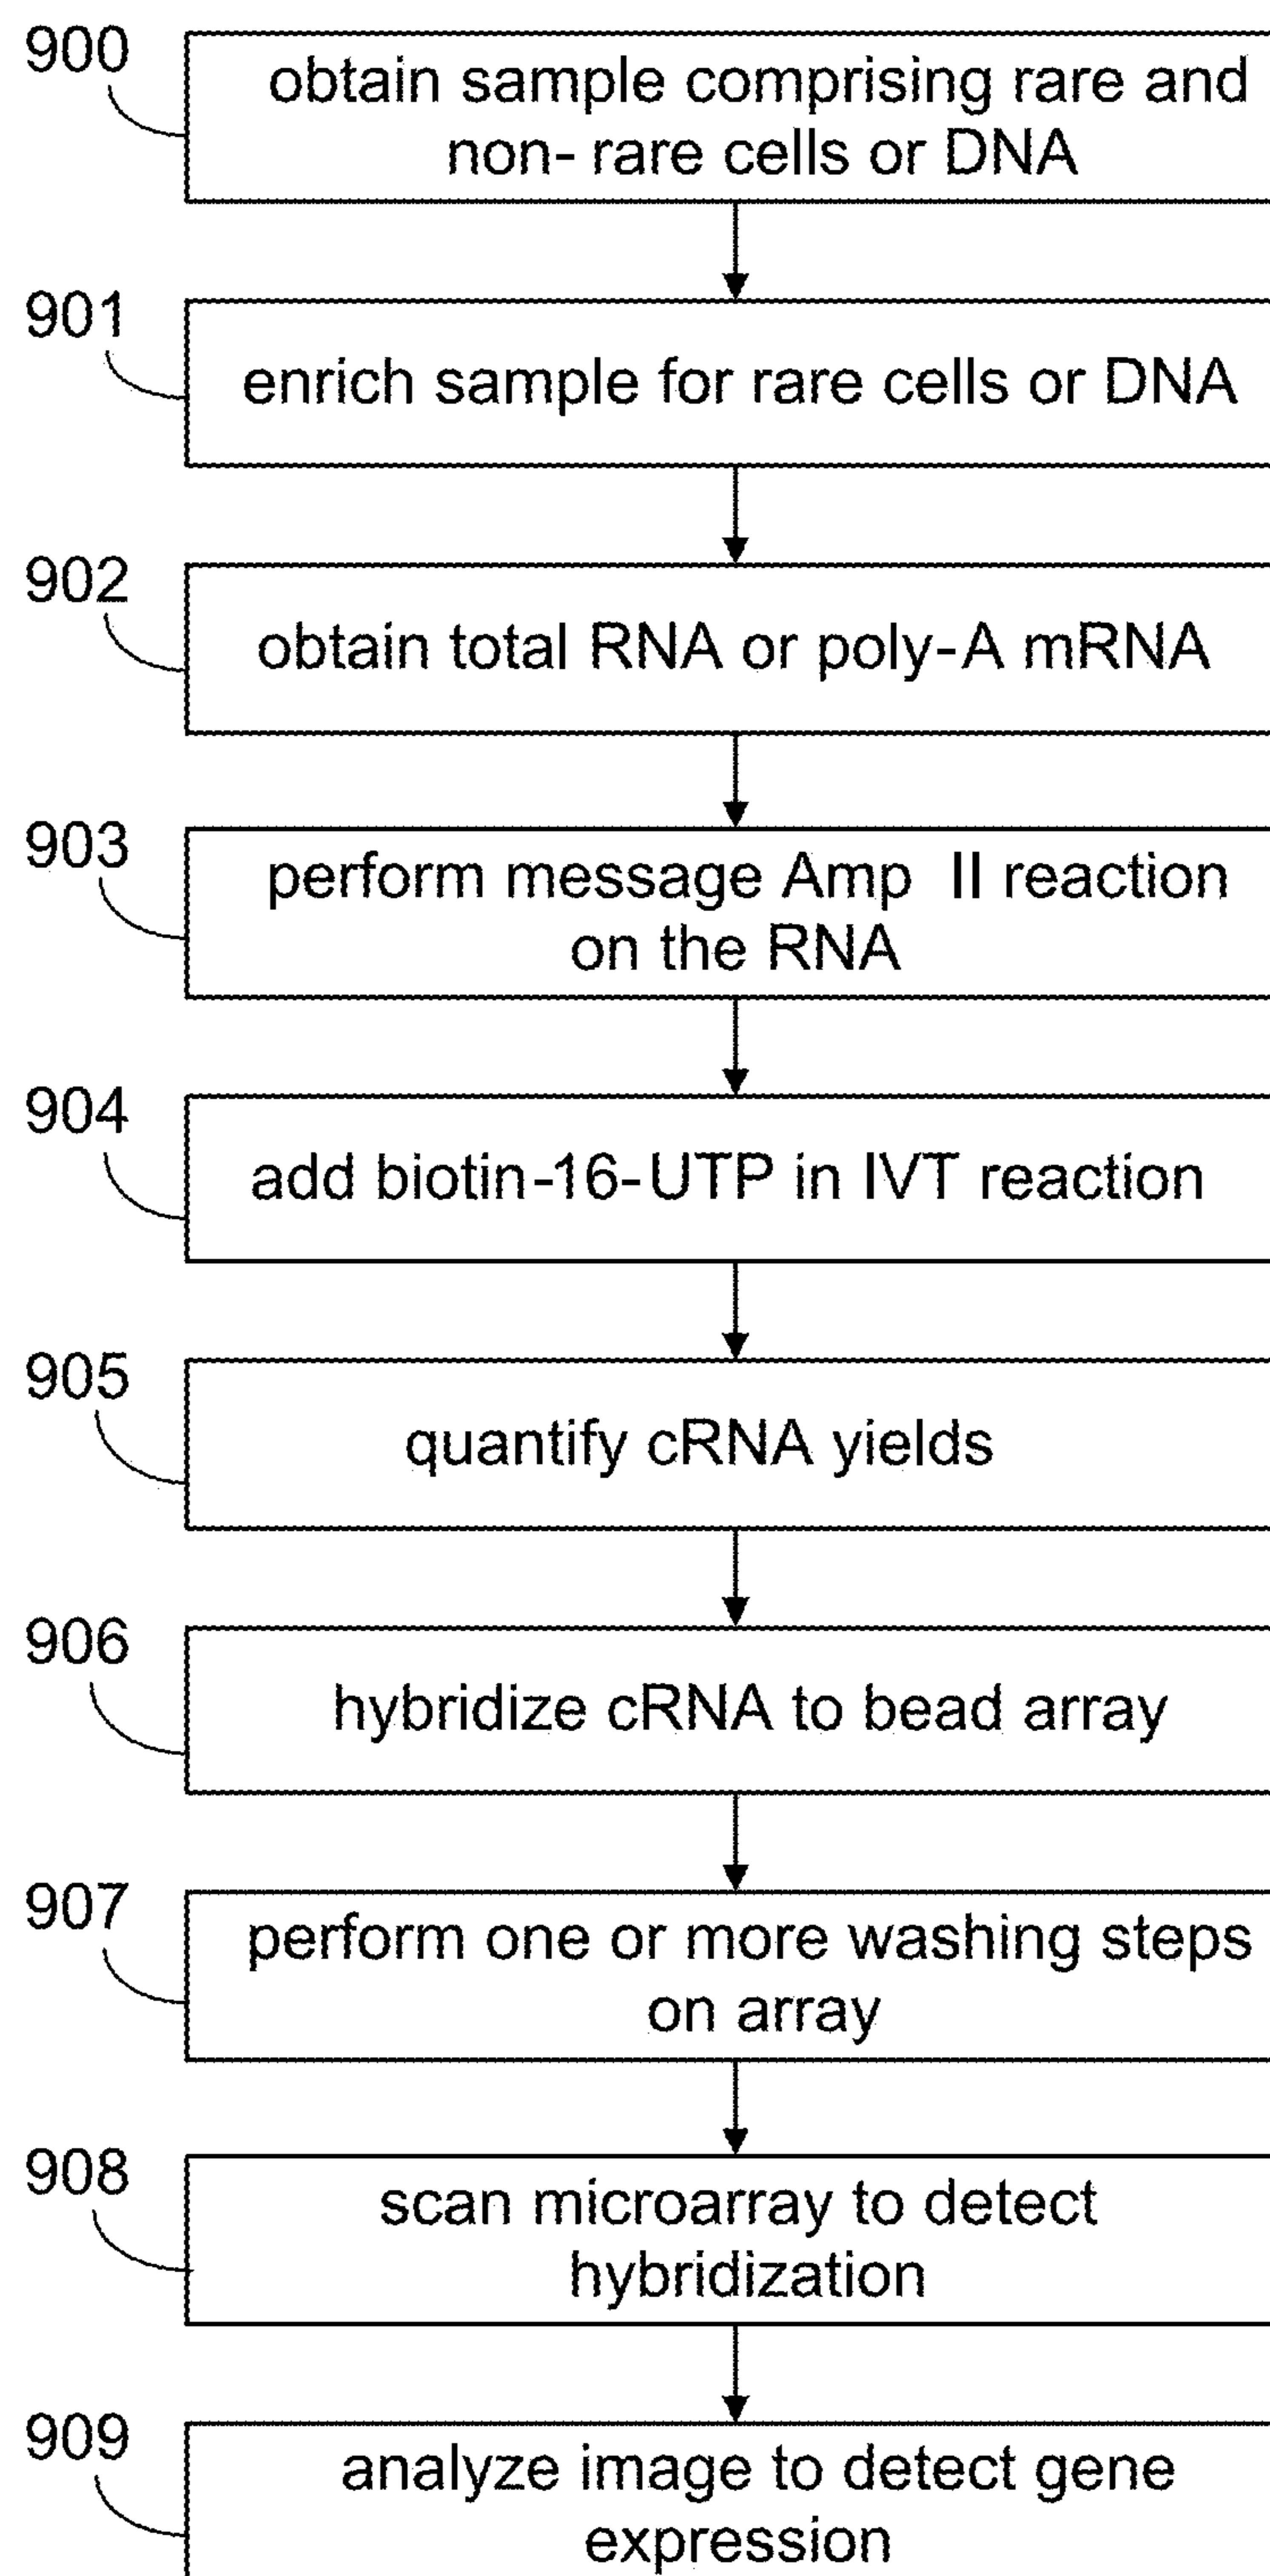 900
obtain sample comprising rare and
non- rare cells or DNA
901
enrich sample for rare cells or DNA
902
obtain total RNA or poly-A mRNA
903
perform message Amp II reaction
on the RNA
904
add biotin-16-UTP in IVT reaction
905
quantify cRNA yields
906
hybridize cRNA to bead array
907
perform one or more washing steps
on array
908
scan microarray to detect
hybridization
909
analyze image to detect gene
expression